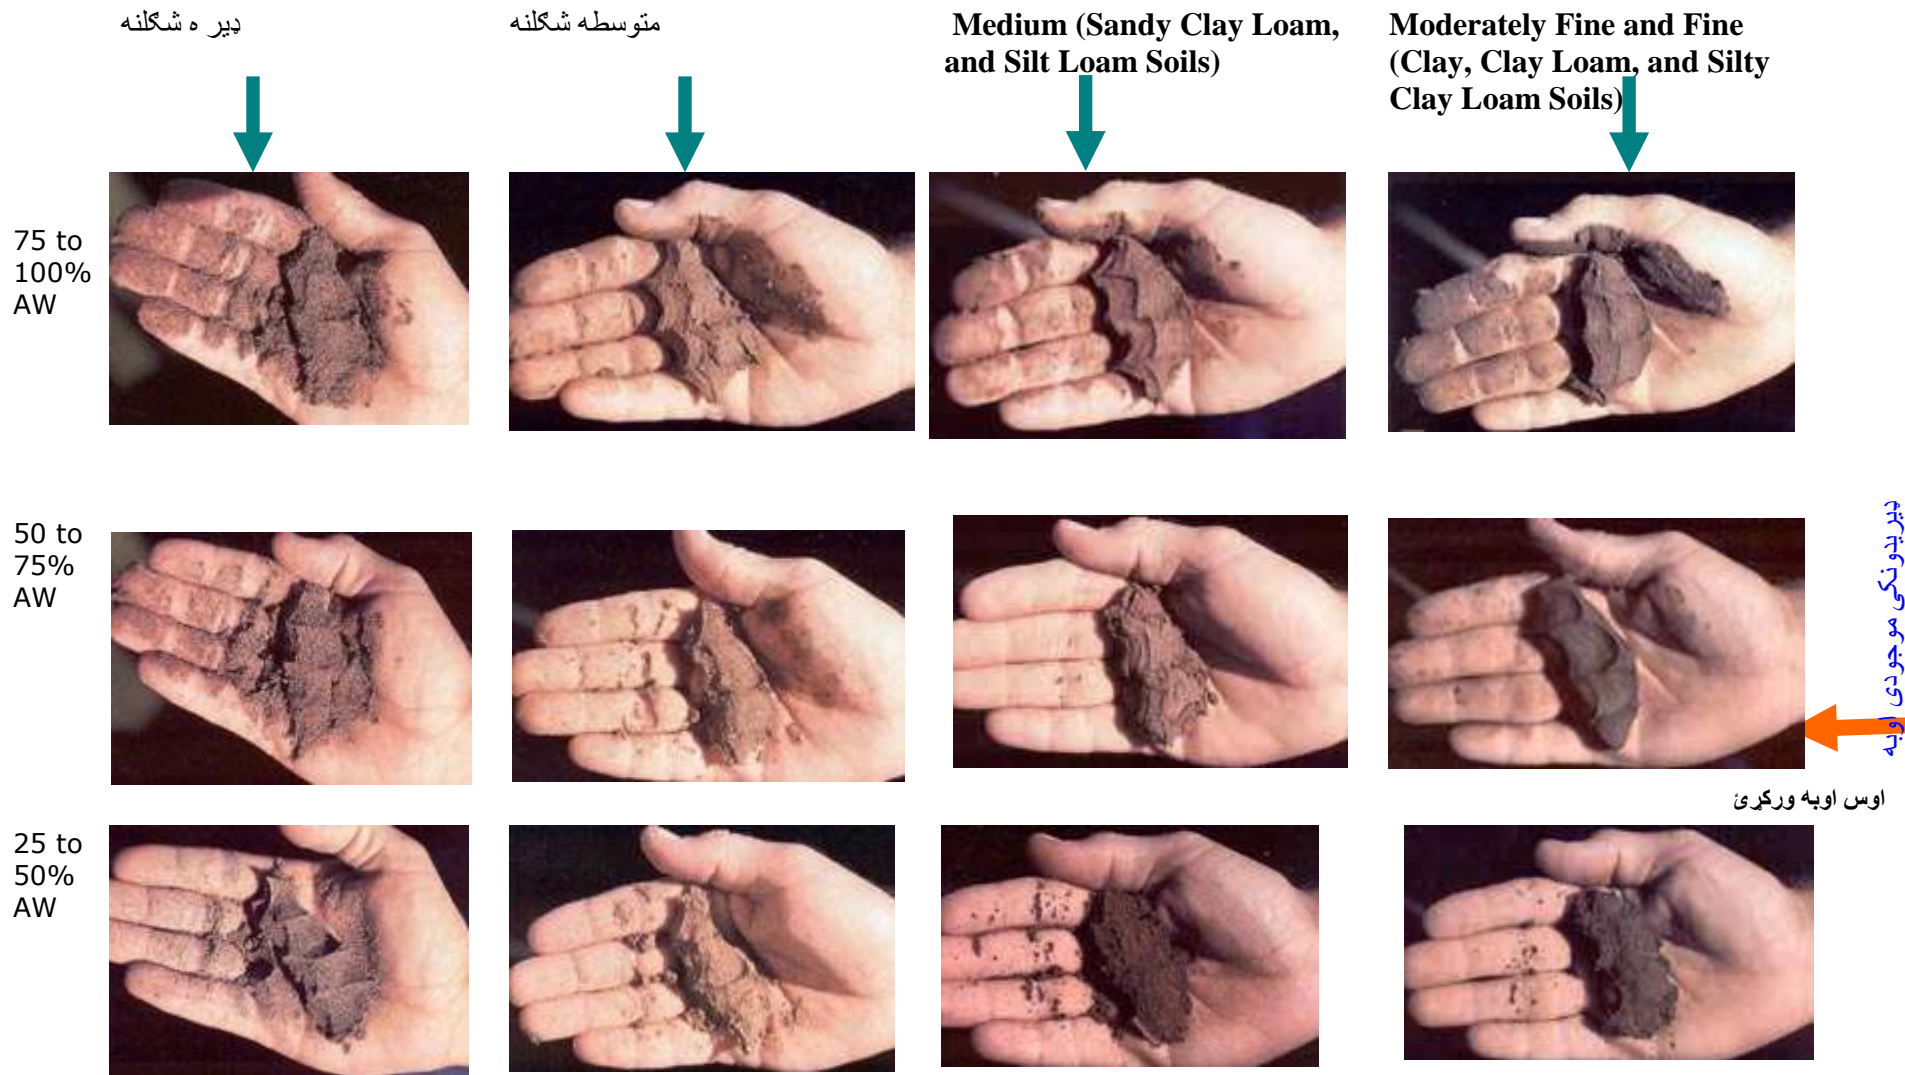 ډیر ه شګلنه
متوسطه شګلنه
Medium (Sandy Clay Loam,
and Silt Loam Soils)
Moderately Fine and Fine
(Clay, Clay Loam, and Silty
Clay Loam Soils)
75 to
100%
AW
50 to
75%
AW
ډیریدونکی موجودی اوبه
اوس اوبه ورکړئ
25 to
50%
AW